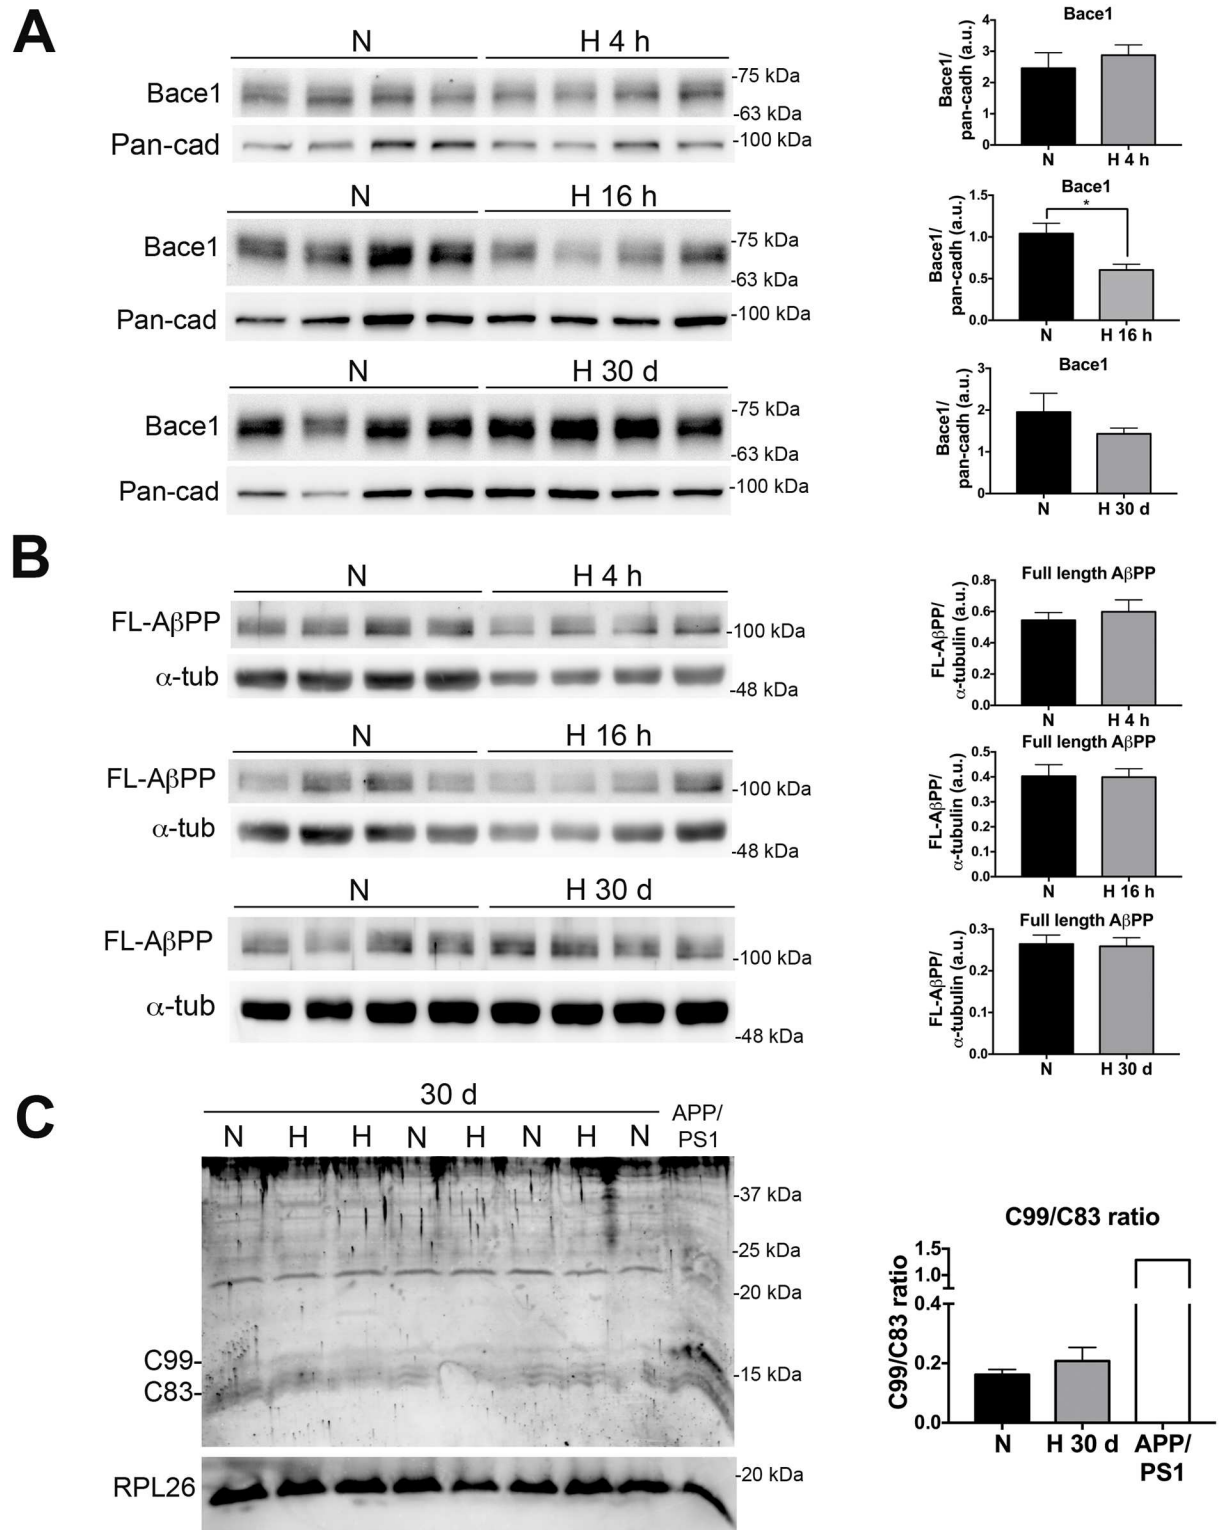 A
N
H 4 h
Bace1
-75 kDa
-63 kDa
Pan-cad
-100 kDa
Bace1
Bace1/
pan-cadh (a.u.)
4
3
2
1
0
N
H 4 h
N
H 16 h
Bace1
-75 kDa
-63 kDa
Pan-cad
-100 kDa
Bace1
*
Bace1/
pan-cadh (a.u.)
1.5
1.0
0.5
0.0
N
H 16 h
N
H 30 d
Bace1
-75 kDa
-63 kDa
Pan-cad
-100 kDa
Bace1
Bace1/
pan-cadh (a.u.)
3
2
1
0
N
H 30 d
B
N
H 4 h
FL-AβPP
-100 kDa
α-tub
-48 kDa
Full length AβPP
FL-AβPP/
α-tubulin (a.u.)
0.8
0.6
0.4
0.2
0.0
N
H 4 h
N
H 16 h
FL-AβPP
-100 kDa
α-tub
-48 kDa
Full length AβPP
FL-AβPP/
α-tubulin (a.u.)
0.5
0.4
0.3
0.2
0.1
0.0
N
H 16 h
N
H 30 d
FL-AβPP
-100 kDa
α-tub
-48 kDa
Full length AβPP
FL-AβPP/
α-tubulin (a.u.)
0.3
0.2
0.1
0.0
N
H 30 d
C
30 d
N H H N H N H N
APP/
PS1
-37 kDa
-25 kDa
-20 kDa
C99-
-15 kDa
C83-
RPL26
-20 kDa
C99/C83 ratio
C99/C83 ratio
1.5
1.0
0.4
0.2
0.0
N
H 30 d
APP/
PS1